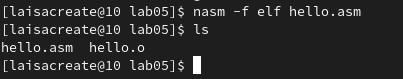 [laisacreate@10 lab05]$ nasm -f elf hello.asm
[laisacreate@10 lab05]$ ls
hello.asm  hello.o
[laisacreate@10 lab05]$